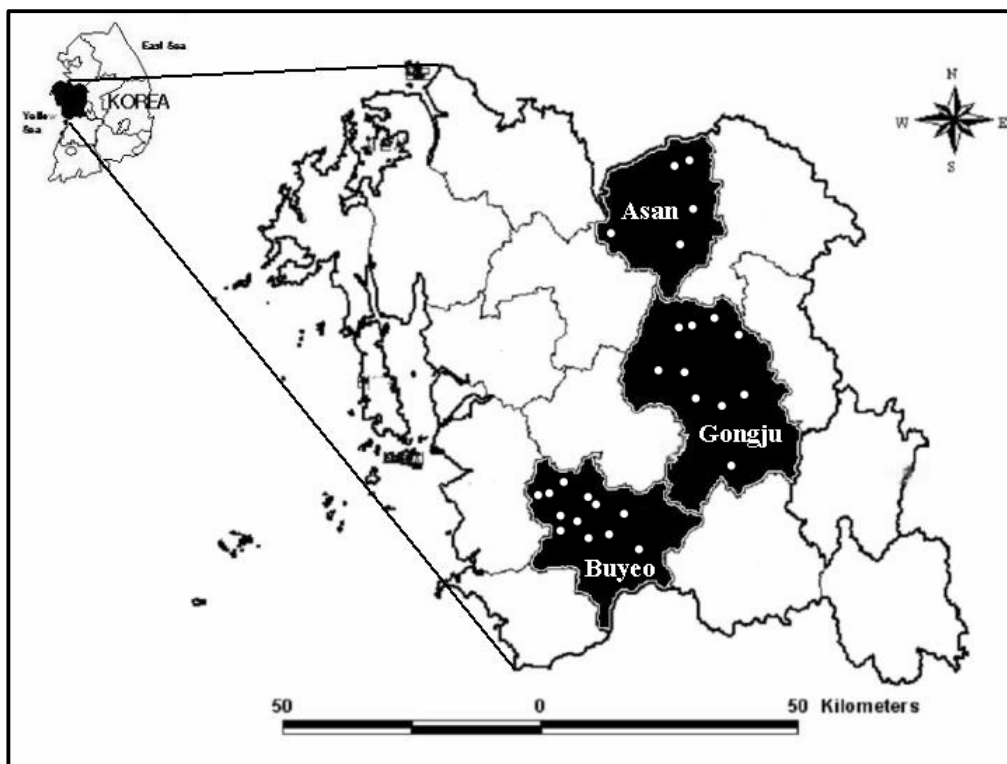 East Sea
KOREA
Yellow
Sea
N
W E
S
Asan
Gongju
Buyeo
50 0 50 Kilometers